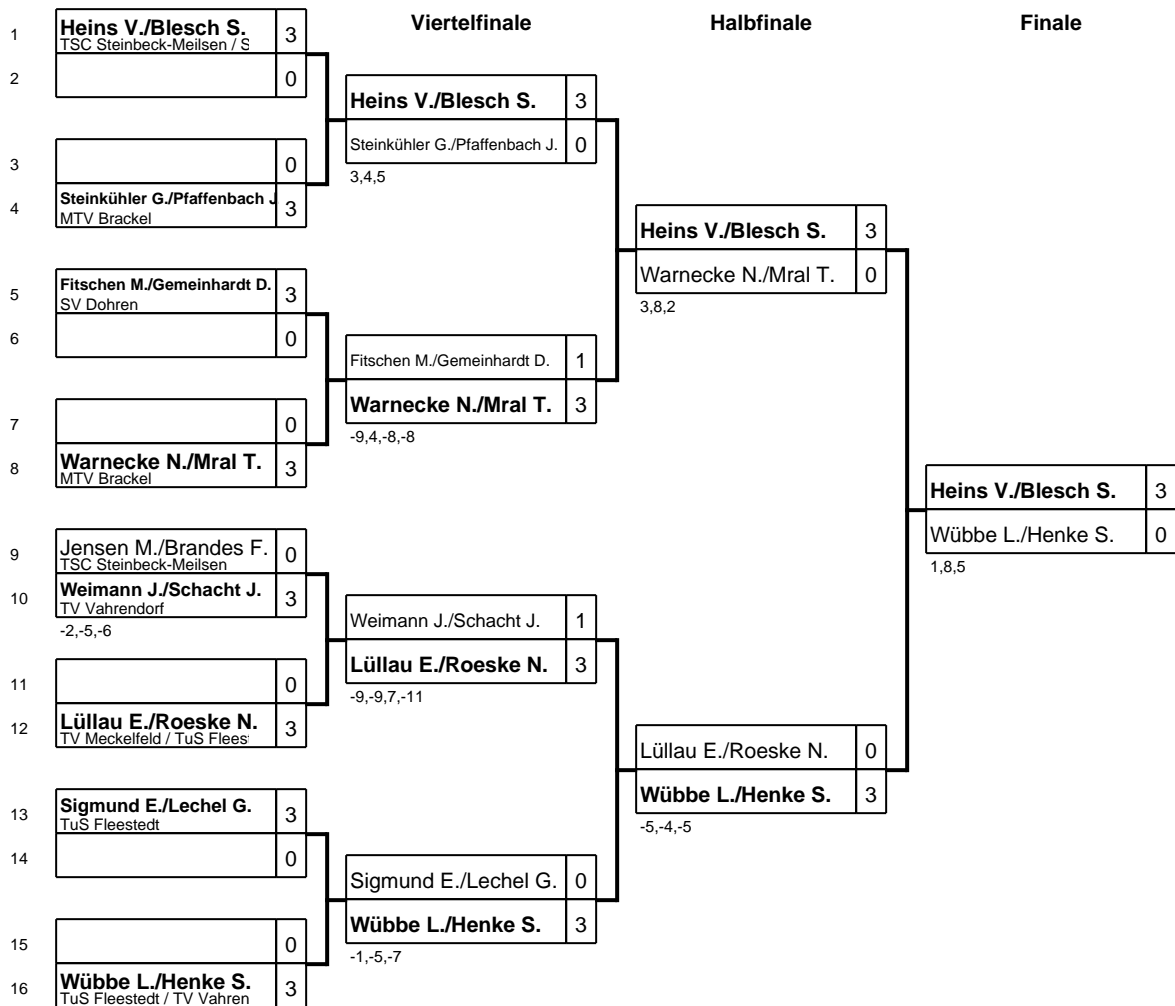 Viertelfinale Halbfinale Finale
1 Heins V./Blesch S. 3
TSC Steinbeck-Meilsen / S
2 0
3 0
4 Steinkühler G./Pfaffenbach J 3
MTV Brackel
5 Fitschen M./Gemeinhardt D. 3
SV Dohren
6 0
7 0
8 Warnecke N./Mral T. 3
MTV Brackel
9 Jensen M./Brandes F. 0
TSC Steinbeck-Meilsen
10 Weimann J./Schacht J. 3
TV Vahrendorf
-2,-5,-6
11 0
12 Lüllau E./Roeske N. 3
TV Meckelfeld / TuS Flees
13 Sigmund E./Lechel G. 3
TuS Fleestedt
14 0
15 0
16 Wübbe L./Henke S. 3
TuS Fleestedt / TV Vahren
Heins V./Blesch S. 3
Steinkühler G./Pfaffenbach J. 0
3,4,5
Fitschen M./Gemeinhardt D. 1
Warnecke N./Mral T. 3
-9,4,-8,-8
Weimann J./Schacht J. 1
Lüllau E./Roeske N. 3
-9,-9,7,-11
Sigmund E./Lechel G. 0
Wübbe L./Henke S. 3
-1,-5,-7
Heins V./Blesch S. 3
Warnecke N./Mral T. 0
3,8,2
Lüllau E./Roeske N. 0
Wübbe L./Henke S. 3
-5,-4,-5
Heins V./Blesch S. 3
Wübbe L./Henke S. 0
1,8,5